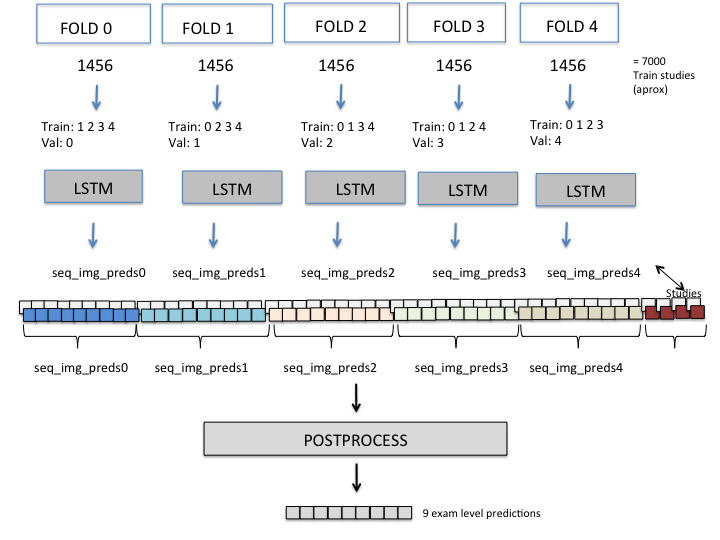 FOLD 0
FOLD 1
FOLD 2
FOLD 3
FOLD 4
1456
1456
1456
1456
1456
= 7000
Train studies
(aprox)
Train: 1 2 3 4
Val: 0
Train: 0 2 3 4
Val: 1
Train: 0 1 3 4
Val: 2
Train: 0 1 2 4
Val: 3
Train: 0 1 2 3
Val: 4
LSTM
LSTM
LSTM
LSTM
LSTM
seq_img_preds0
seq_img_preds1
seq_img_preds2
seq_img_preds3
seq_img_preds4
Studies
seq_img_preds0
seq_img_preds1
seq_img_preds2
seq_img_preds3
seq_img_preds4
POSTPROCESS
9 exam level predictions